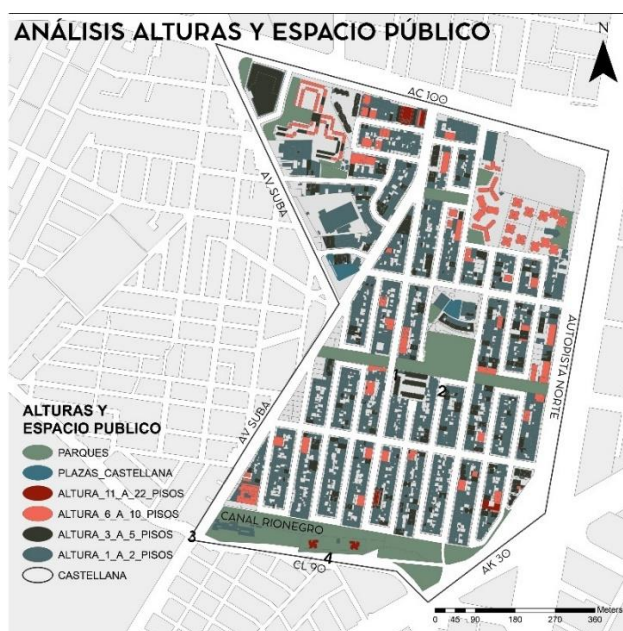 ANÁLISIS ALTURAS Y ESPACIO PÚBLICO
N
AC 100
AV SUBA
AUTOPISTA NORTE
1
2
AV SUBA
ALTURAS Y
ESPACIO PUBLICO
PARQUES
PLAZAS_CASTELLANA
ALTURA_11_A_22_PISOS
ALTURA_6_A_10_PISOS
ALTURA_3_A_5_PISOS
ALTURA_1_A_2_PISOS
CASTELLANA
CANAL RIONEGRO
3
4
CL 90
AK 30
Meters
0 45 90 180 270 360